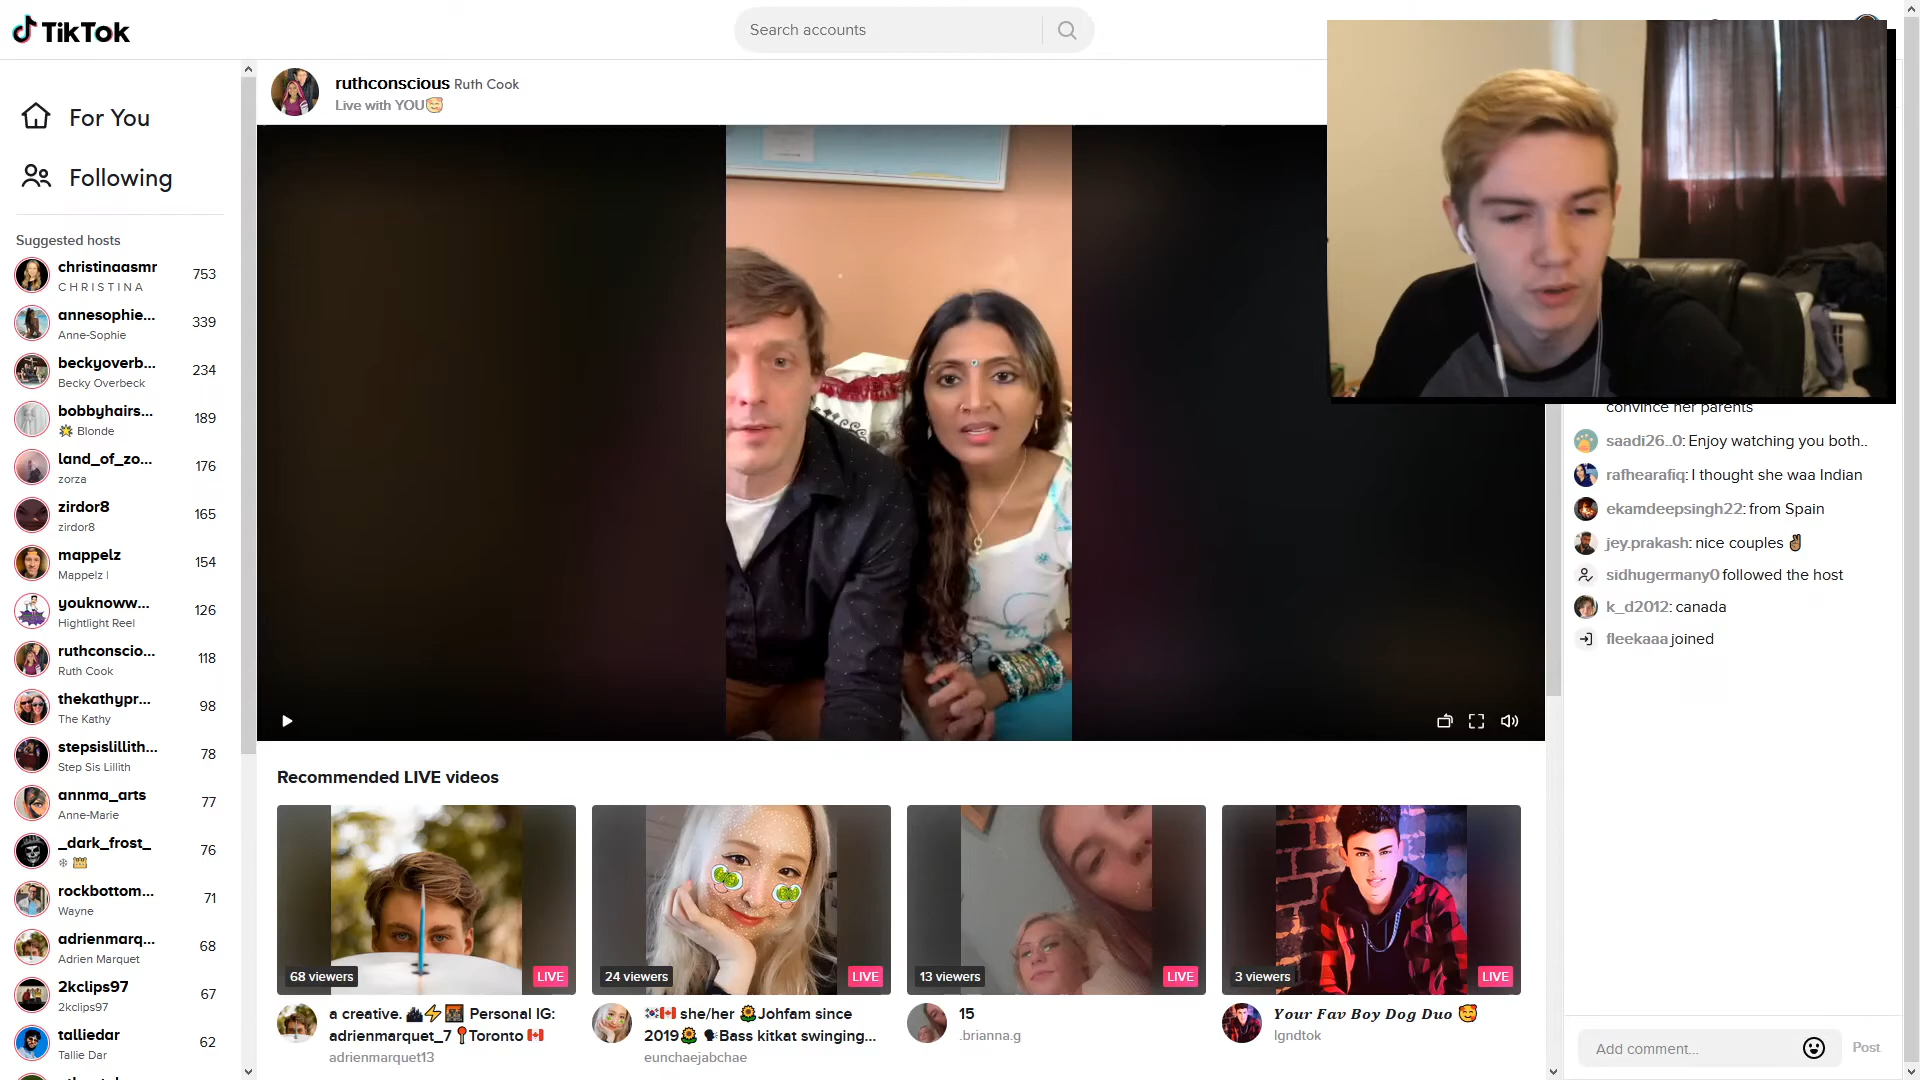 TikTok
Search accounts
For You
Following
Suggested hosts
christinaasmr
C H R I S T I N A
753
annesophie...
Anne-Sophie
339
beckyoverb...
Becky Overbeck
234
bobbyhairs...
🌟 Blonde
189
land_of_zo...
zorza
176
zirdor8
zirdor8
165
mappelz
Mappelz |
154
youknoww...
Hightlight Reel
126
ruthconscio...
Ruth Cook
118
thekathypr...
The Kathy
98
stepsislillith...
Step Sis Lillith
78
annma_arts
Anne-Marie
77
_dark_frost_
❄ 👑
76
rockbottom...
Wayne
71
adrienmarq...
Adrien Marquet
68
2kclips97
2kclips97
67
talliedar
Tallie Dar
62
ruthconscious Ruth Cook
Live with YOU🥰
Recommended LIVE videos
68 viewers
LIVE
a creative. 🏙⚡🌇 Personal IG:
adrienmarquet_7 📍Toronto 🇨🇦
adrienmarquet13
24 viewers
LIVE
🇰🇷🇨🇦 she/her 🌻Johfam since
2019🌻 🗣Bass kitkat swinging...
eunchaejabchae
13 viewers
LIVE
15
.brianna.g
3 viewers
LIVE
Your Fav Boy Dog Duo 🥰
lgndtok
convince her parents
saadi26..0: Enjoy watching you both..
rafhearafiq: I thought she waa Indian
ekamdeepsingh22: from Spain
jey.prakash: nice couples ✌🏾
sidhugermany0 followed the host
k_d2012: canada
fleekaaa joined
Add comment...
Post